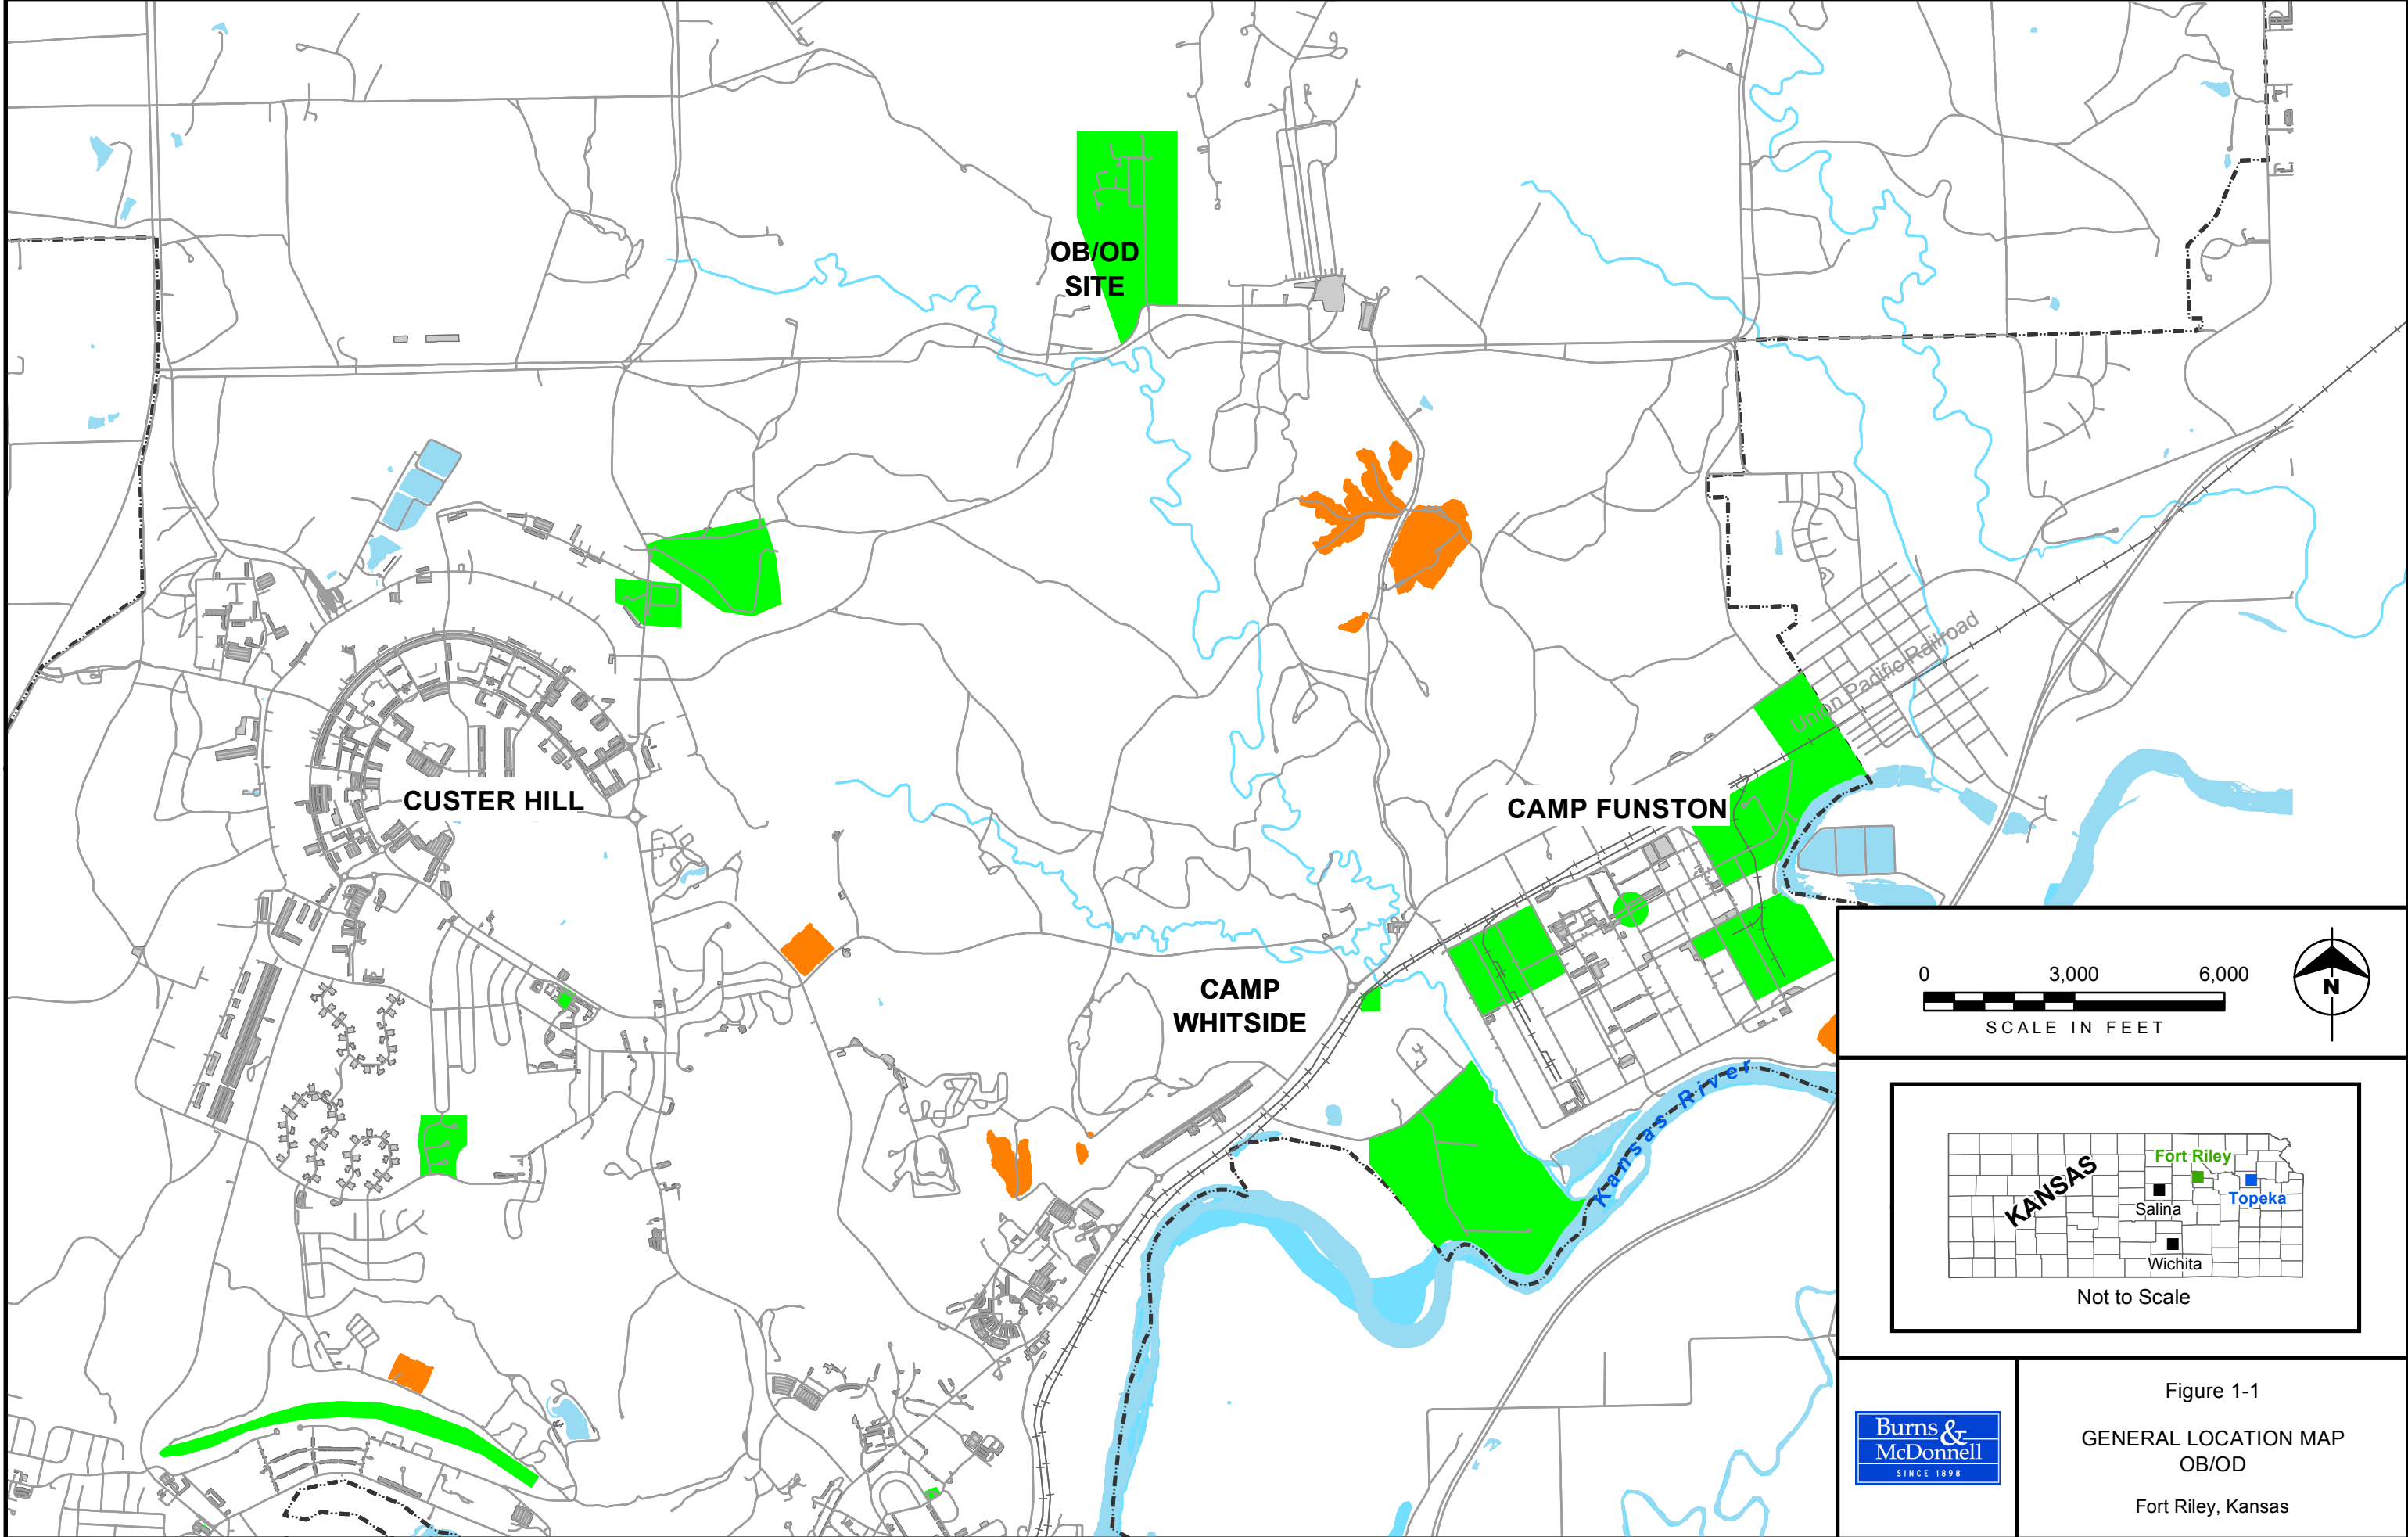 OB/OD
SITE
Union Padific Railroad
CUSTER HILL
CAMP FUNSTON
CAMP
WHITSIDE
Kansas River
0 3,000 6,000
SCALE IN FEET
N
KANSAS
Fort Riley
Topeka
Salina
Wichita
Not to Scale
Burns &
McDonnell
SINCE 1898
Figure 1-1
GENERAL LOCATION MAP
OB/OD
Fort Riley, Kansas